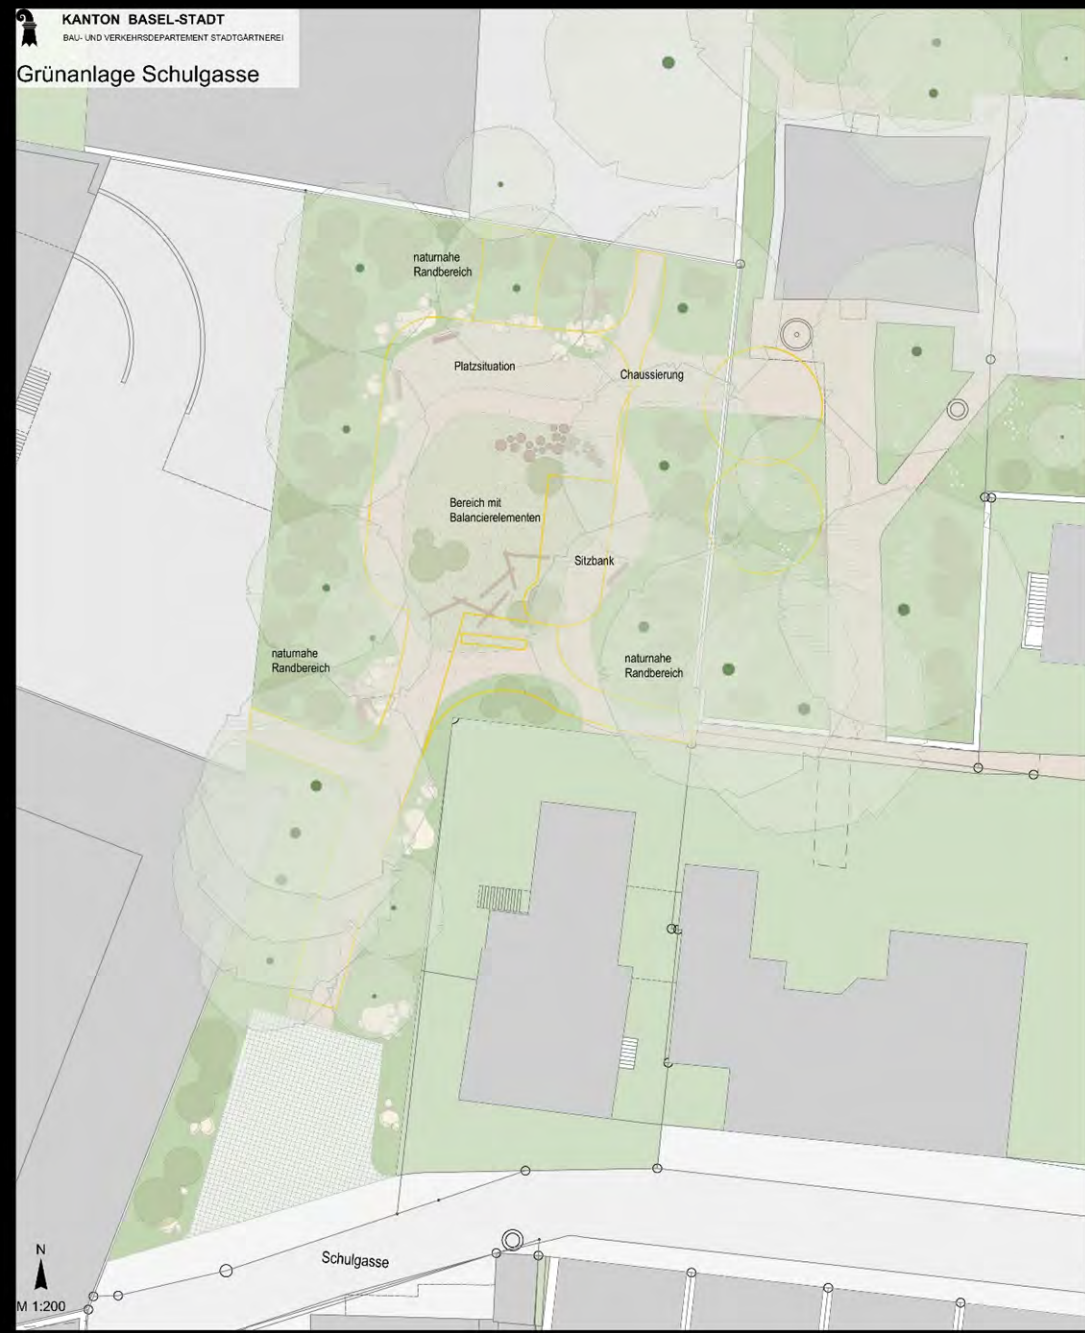 KANTON BASEL-STADT
BAU- UND VERKEHRSDEPARTEMENT STADTGÄRTNEREI
Grünanlage Schulgasse
naturnahe
Randbereich
Platzsituation
Chaussierung
Bereich mit
Balancierelementen
Sitzbank
naturnahe
Randbereich
naturnahe
Randbereich
Schulgasse
N
M 1:200